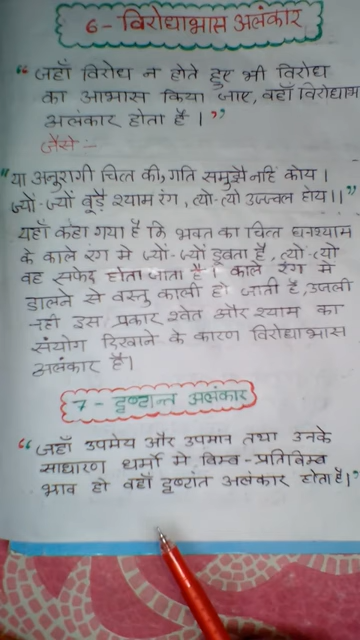 6 - विरोधाभास अलंकार
“ जहाँ विरोध न होते हुए भी विरोध
का आभास किया जाए, वहाँ विरोधाभास
अलंकार होता है । ”
जैसे :-
“ या अनुरागी चित्त की, गति समुझै नहिं कोय ।
ज्यों-ज्यों बूड़ै श्याम रंग, त्यों-त्यों उज्वल होय ।। ”
यहाँ कहा गया है कि भक्त का चित्त घनश्याम
के काले रंग मे ज्यों-ज्यों डुबता है, त्यों-त्यों
वह सफेद होता जाता है । काले रंग में
डालने से वस्तु काली हो जाती है, उजली
नही इस प्रकार श्वेत और श्याम का
संयोग दिखाने के कारण विरोधाभास
अलंकार है।
7 - दृष्टान्त अलंकार
“ जहाँ उपमेय और उपमान तथा उनके
साधारण धर्मो मे बिम्ब-प्रतिबिम्ब
भाव हो वहाँ दृष्टांत अलंकार होता है। ”